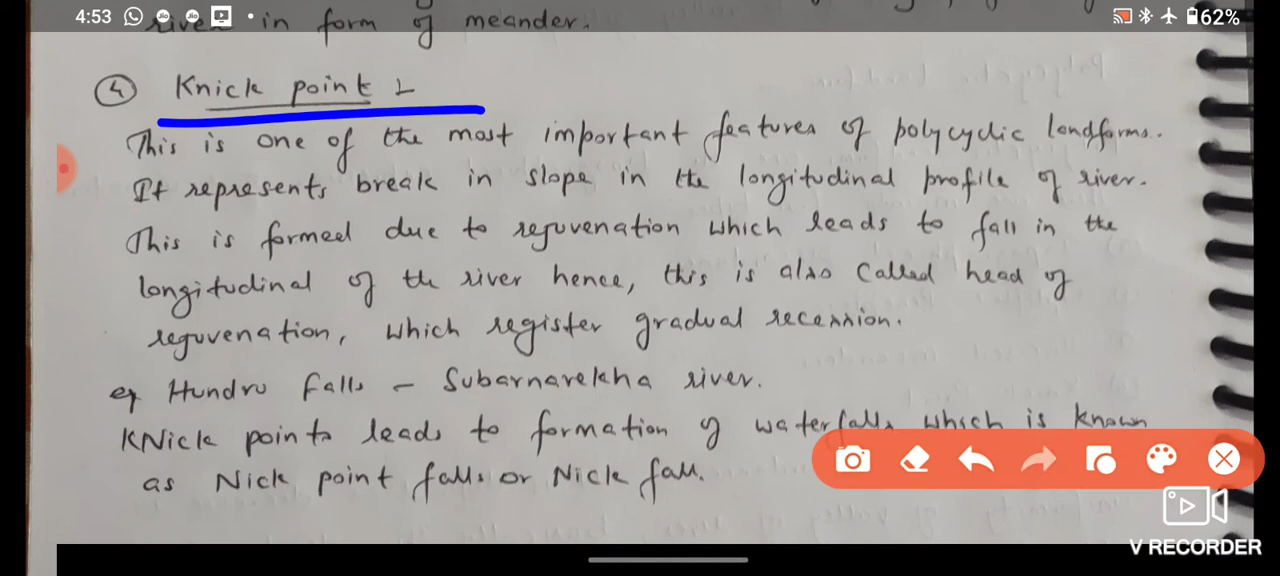 4:53
62%
river in form of meander.
④ Knick point :-
This is one of the most important features of polycyclic landforms.
It represents break in slope in the longitudinal profile of river.
This is formed due to rejuvenation which leads to fall in the
longitudinal of the river hence, this is also called head of
rejuvenation, which register gradual recession.
eg Hundru falls – Subarnarekha river.
KNick points leads to formation of waterfalls which is known
as Nick point falls or Nick fall.
V RECORDER